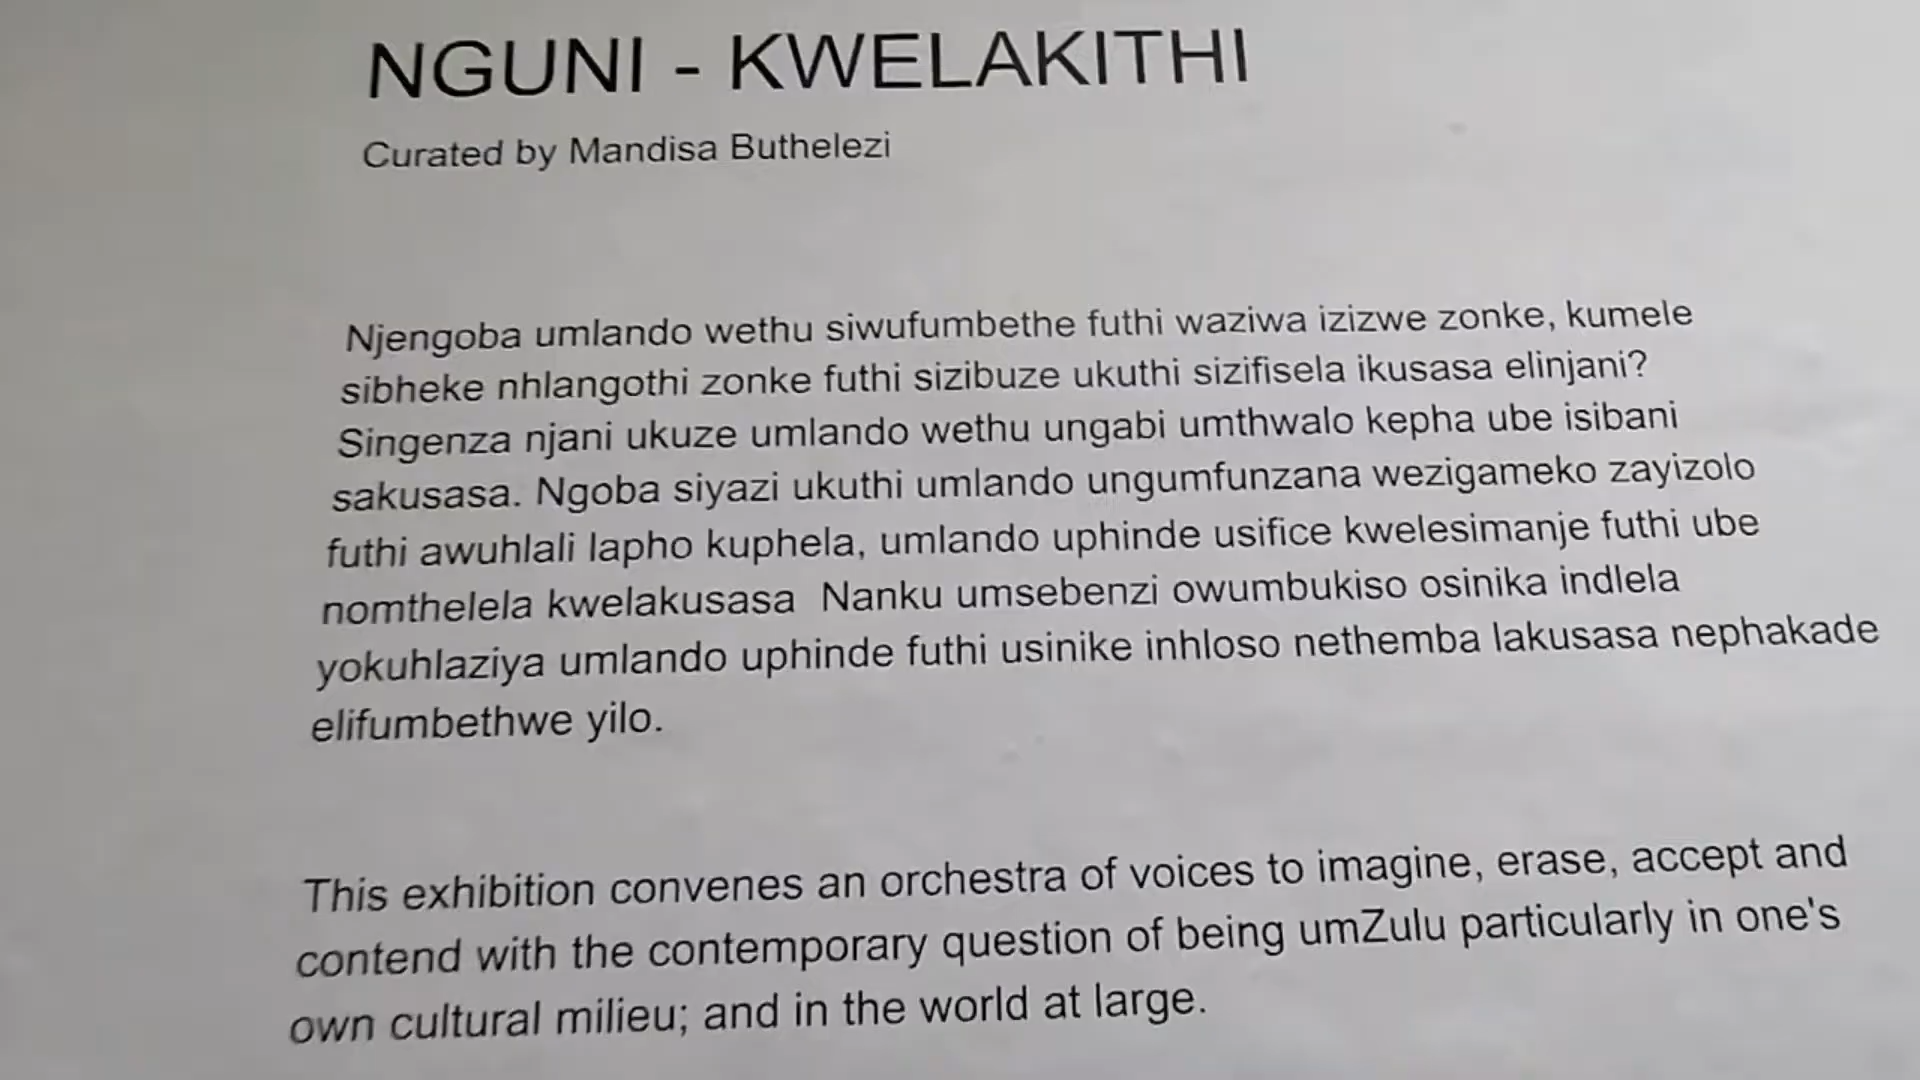 NGUNI - KWELAKITHI
Curated by Mandisa Buthelezi
Njengoba umlando wethu siwufumbethe futhi waziwa izizwe zonke, kumele
sibheke nhlangothi zonke futhi sizibuze ukuthi sizifisela ikusasa elinjani?
Singenza njani ukuze umlando wethu ungabi umthwalo kepha ube isibani
sakusasa. Ngoba siyazi ukuthi umlando ungumfunzana wezigameko zayizolo
futhi awuhlali lapho kuphela, umlando uphinde usifice kwelesimanje futhi ube
nomthelela kwelakusasa  Nanku umsebenzi owumbukiso osinika indlela
yokuhlaziya umlando uphinde futhi usinike inhloso nethemba lakusasa nephakade
elifumbethwe yilo.
This exhibition convenes an orchestra of voices to imagine, erase, accept and
contend with the contemporary question of being umZulu particularly in one's
own cultural milieu; and in the world at large.